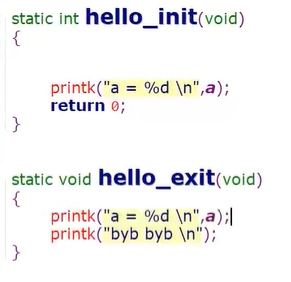 static int hello_init(void)
{
printk("a = %d \n",a);
return 0;
}
static void hello_exit(void)
{
printk("a = %d \n",a);
printk("byb byb \n");
}